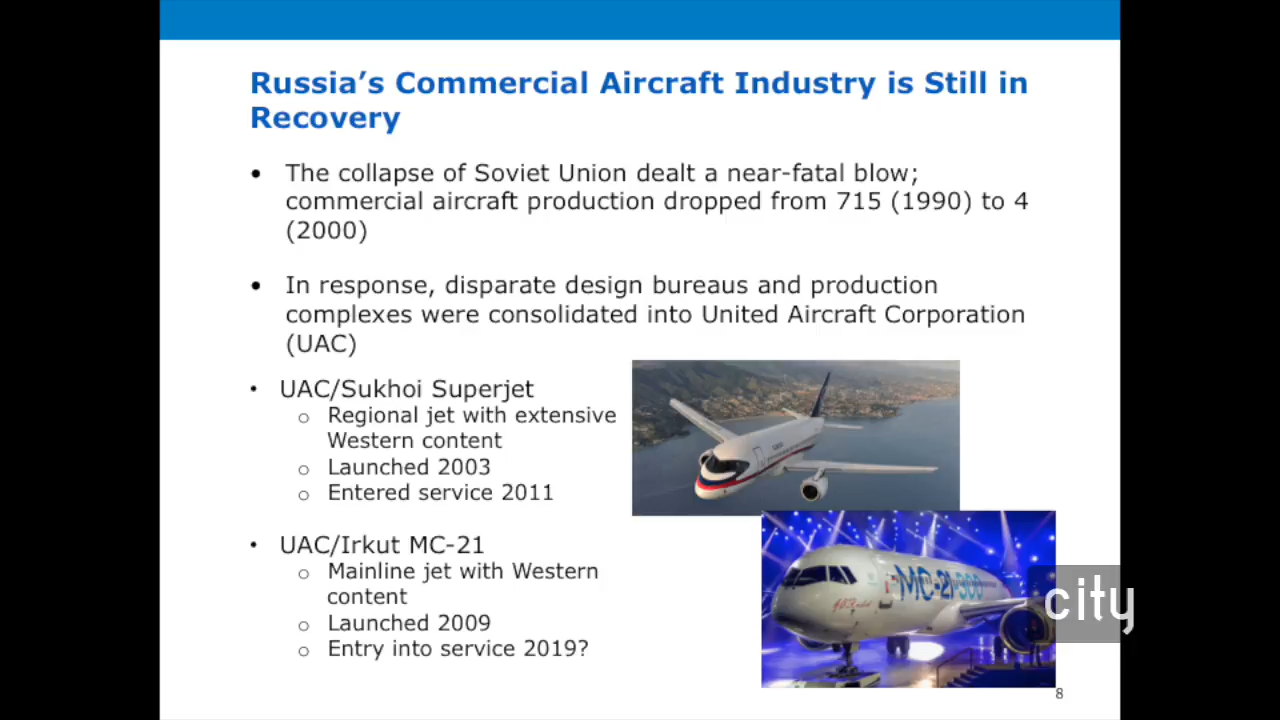 Russia’s Commercial Aircraft Industry is Still in
Recovery
• The collapse of Soviet Union dealt a near-fatal blow;
commercial aircraft production dropped from 715 (1990) to 4
(2000)
• In response, disparate design bureaus and production
complexes were consolidated into United Aircraft Corporation
(UAC)
• UAC/Sukhoi Superjet
o Regional jet with extensive
Western content
o Launched 2003
o Entered service 2011
• UAC/Irkut MC-21
o Mainline jet with Western
content
o Launched 2009
o Entry into service 2019?
MC-21-300
city
8